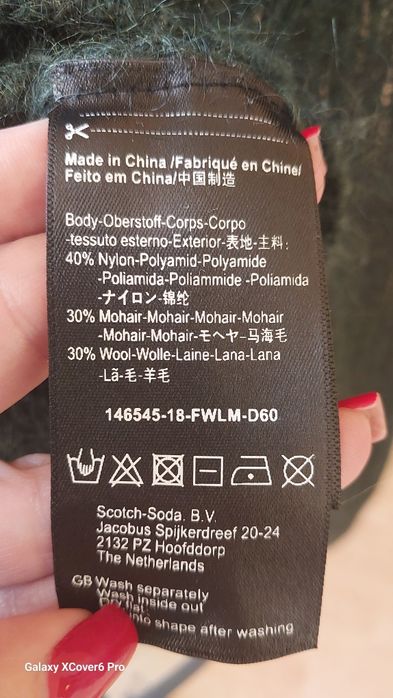 Made in China /Fabriqué en Chine/
Feito em China/中国制造
Body-Oberstoff-Corps-Corpo
-tessuto esterno-Exterior-表地-主料:
40% Nylon-Polyamid-Polyamide
-Poliamida-Poliammide -Poliamida
-ナイロン-锦纶
30% Mohair-Mohair-Mohair-Mohair
-Mohair-Mohair-モヘヤ-马海毛
30% Wool-Wolle-Laine-Lana-Lana
-Lã-毛-羊毛
146545-18-FWLM-D60
Scotch-Soda. B.V.
Jacobus Spijkerdreef 20-24
2132 PZ Hoofddorp
The Netherlands
GB Wash separately
Wash inside out
Dry flat
into shape after washing
Galaxy XCover6 Pro